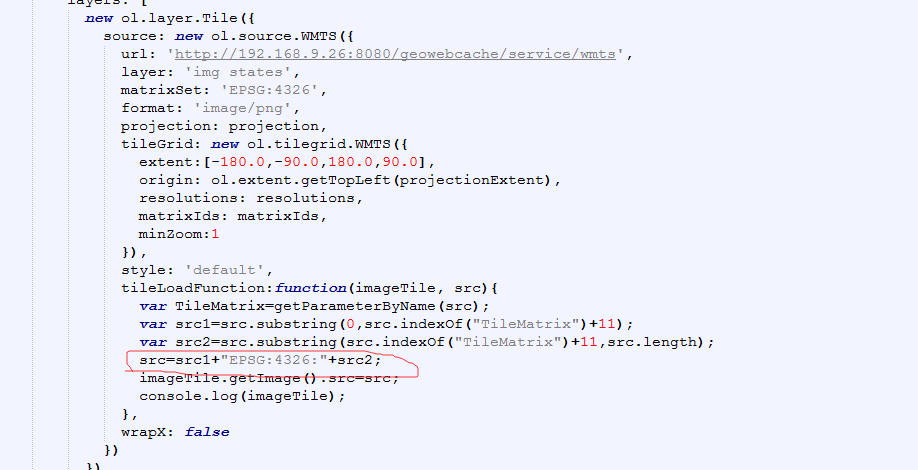 layers: [
new ol.layer.Tile({
source: new ol.source.WMTS({
url: 'http://192.168.9.26:8080/geowebcache/service/wmts',
layer: 'img states',
matrixSet: 'EPSG:4326',
format: 'image/png',
projection: projection,
tileGrid: new ol.tilegrid.WMTS({
extent:[-180.0,-90.0,180.0,90.0],
origin: ol.extent.getTopLeft(projectionExtent),
resolutions: resolutions,
matrixIds: matrixIds,
minZoom:1
}),
style: 'default',
tileLoadFunction:function(imageTile, src){
var TileMatrix=getParameterByName(src);
var src1=src.substring(0,src.indexOf("TileMatrix")+11);
var src2=src.substring(src.indexOf("TileMatrix")+11,src.length);
src=src1+"EPSG:4326:"+src2;
imageTile.getImage().src=src;
console.log(imageTile);
},
wrapX: false
})
})